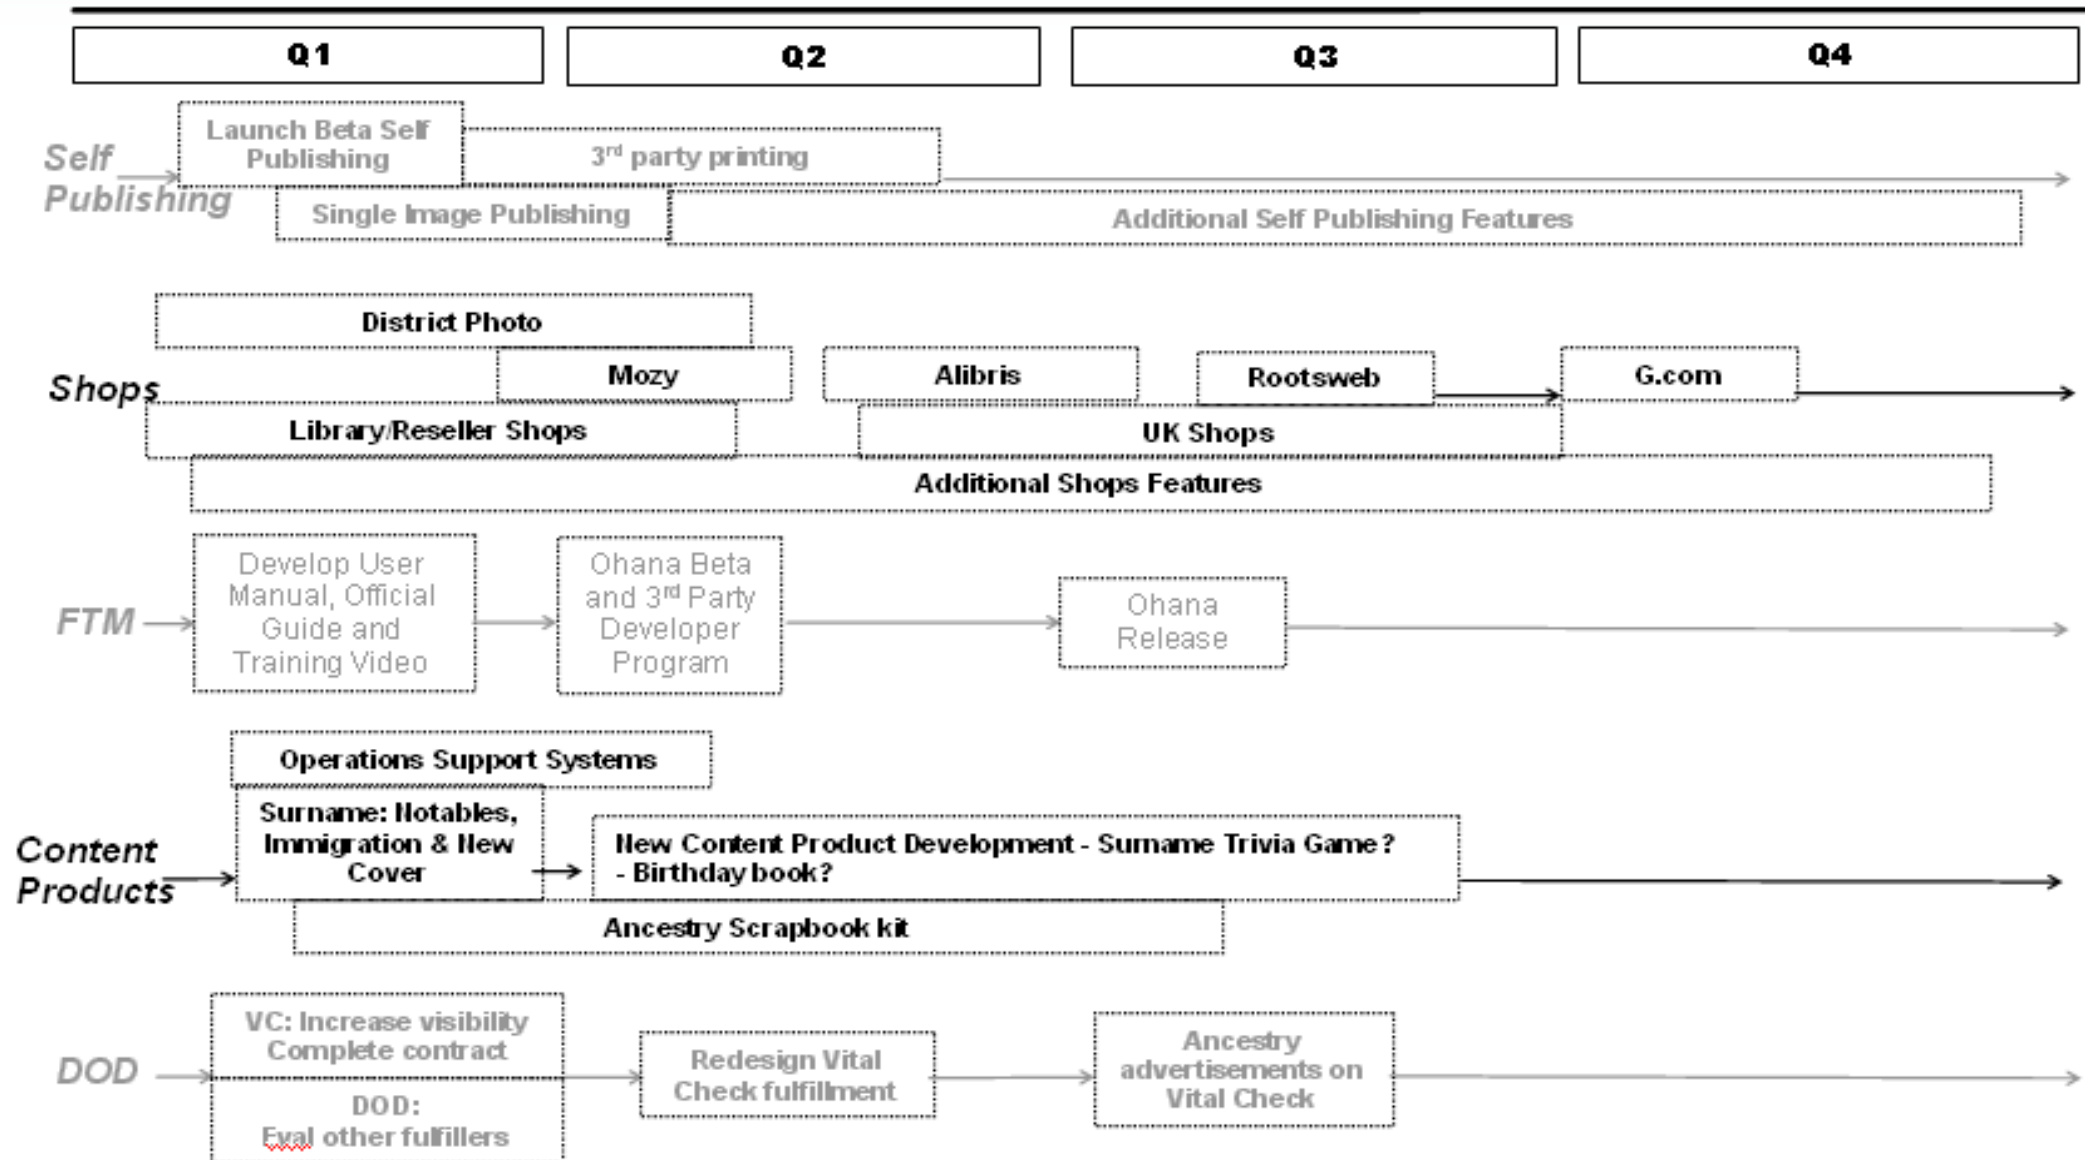 Q1
Q2
Q3
Q4
Self
Publishing
Launch Beta Self
Publishing
3rd party printing
Single Image Publishing
Additional Self Publishing Features
Shops
District Photo
Mozy
Alibris
Rootsweb
G.com
Library/Reseller Shops
UK Shops
Additional Shops Features
FTM
Develop User
Manual, Official
Guide and
Training Video
Ohana Beta
and 3rd Party
Developer
Program
Ohana
Release
Content
Products
Operations Support Systems
Surname: Notables,
Immigration & New
Cover
New Content Product Development - Surname Trivia Game?
- Birthday book?
Ancestry Scrapbook kit
DOD
VC: Increase visibility
Complete contract
DOD:
Eval other fulfillers
Redesign Vital
Check fulfillment
Ancestry
advertisements on
Vital Check